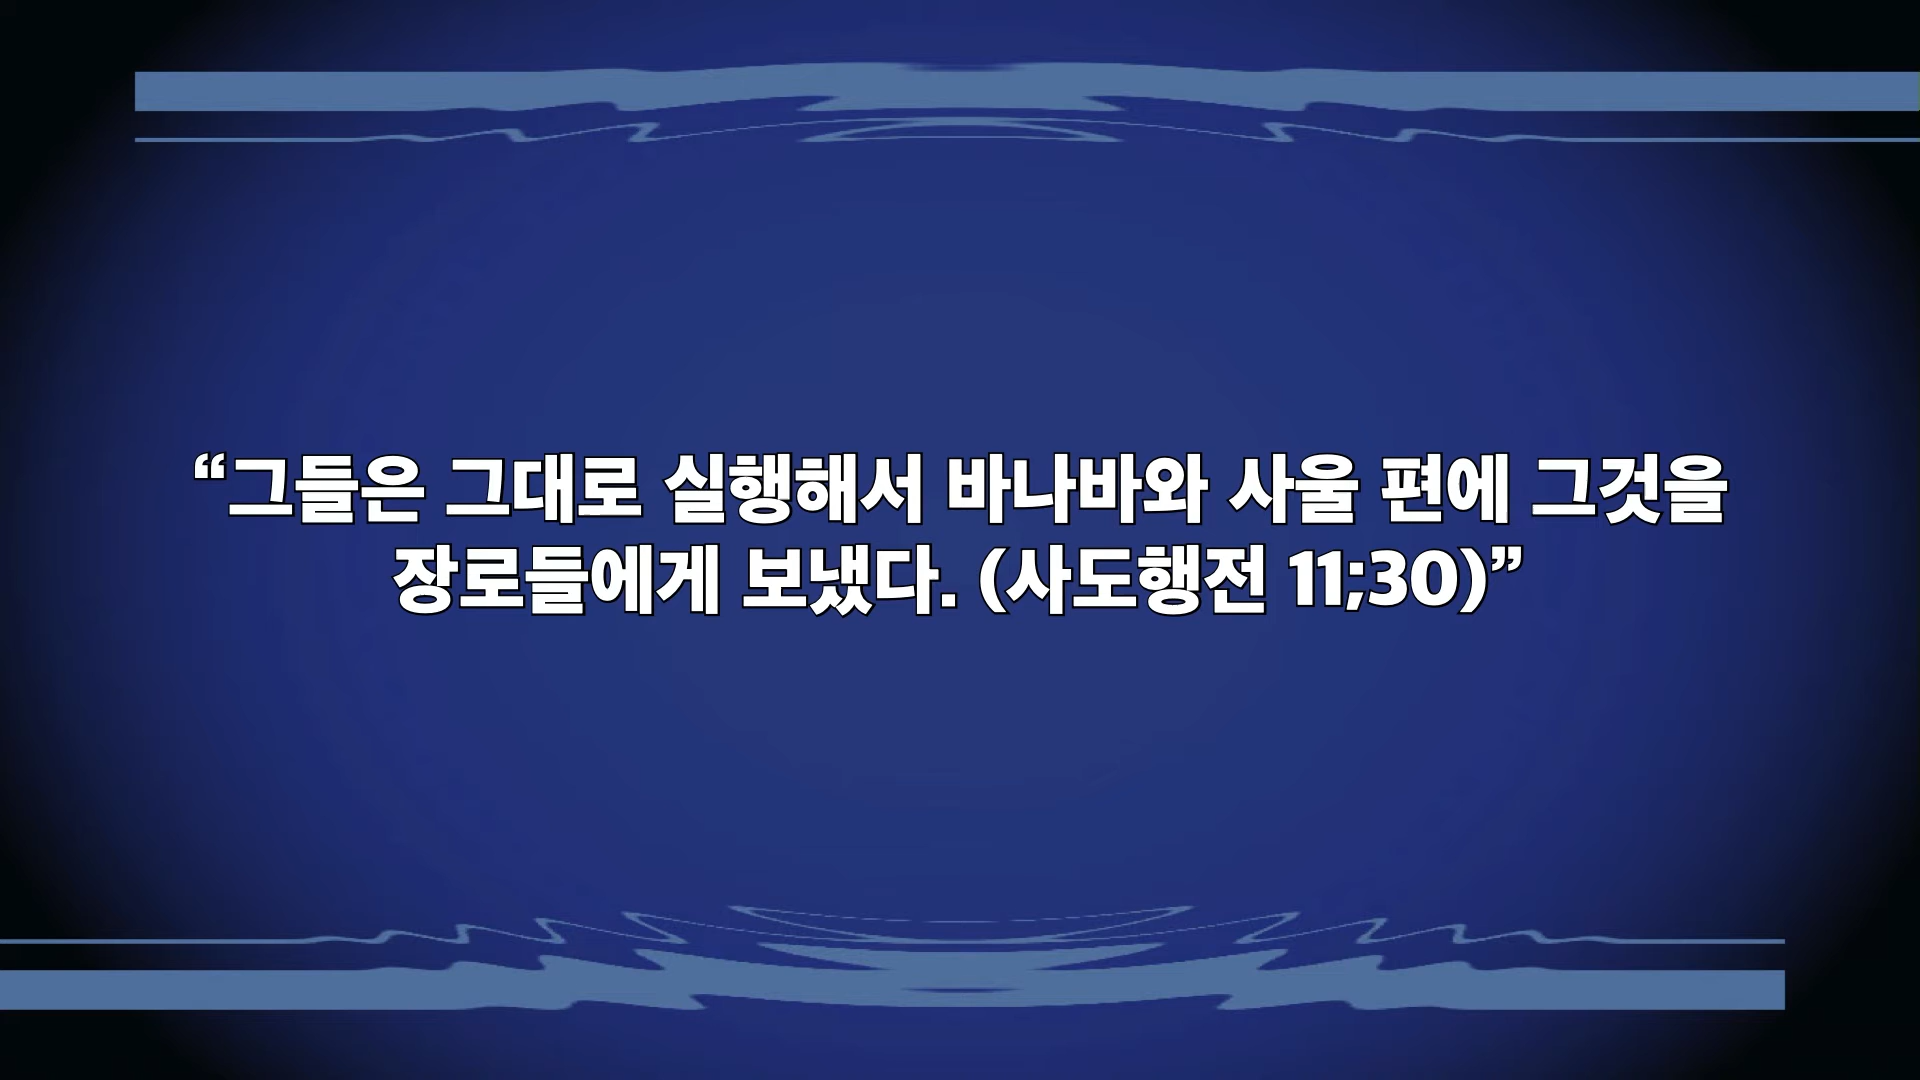 “그들은 그대로 실행해서 바나바와 사울 편에 그것을
장로들에게 보냈다. (사도행전 11;30)”